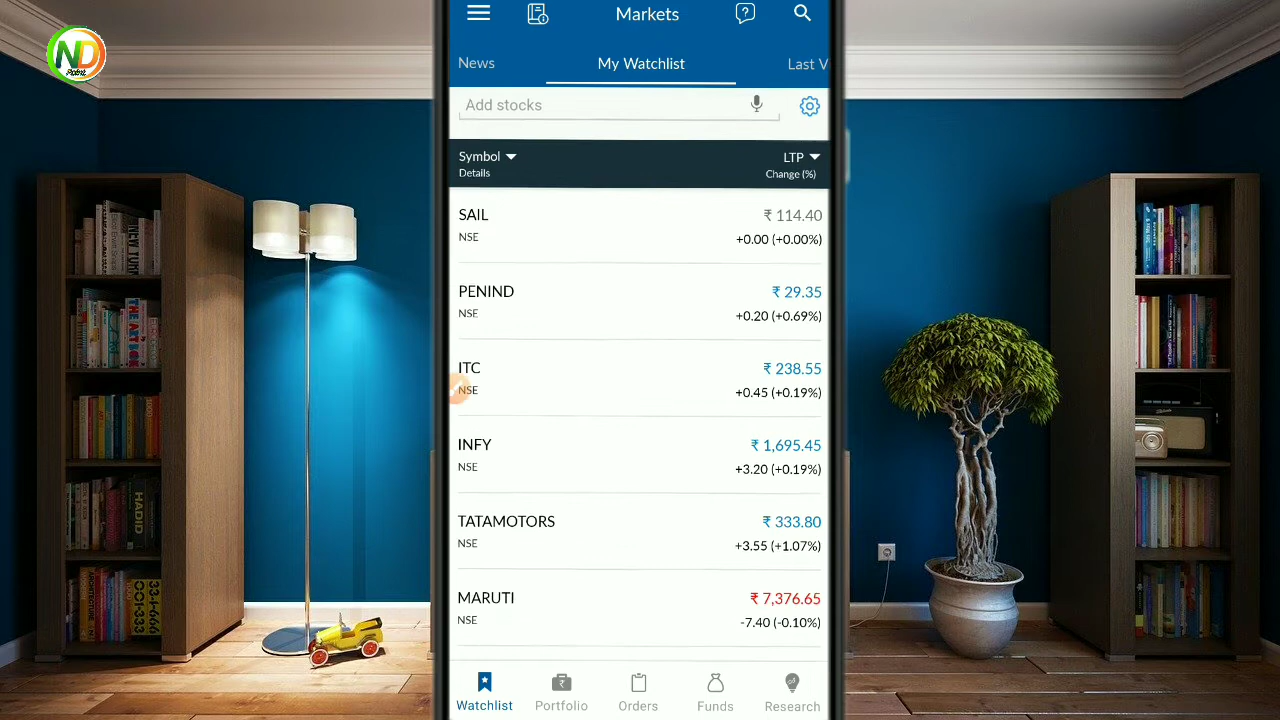 ND
Point
Markets
News
My Watchlist
Last V
Add stocks
Symbol
LTP
Details
Change (%)
SAIL
₹ 114.40
NSE
+0.00 (+0.00%)
PENIND
₹ 29.35
NSE
+0.20 (+0.69%)
ITC
₹ 238.55
NSE
+0.45 (+0.19%)
INFY
₹ 1,695.45
NSE
+3.20 (+0.19%)
TATAMOTORS
₹ 333.80
NSE
+3.55 (+1.07%)
MARUTI
₹ 7,376.65
NSE
-7.40 (-0.10%)
Watchlist
Portfolio
Orders
Funds
Research
HADID